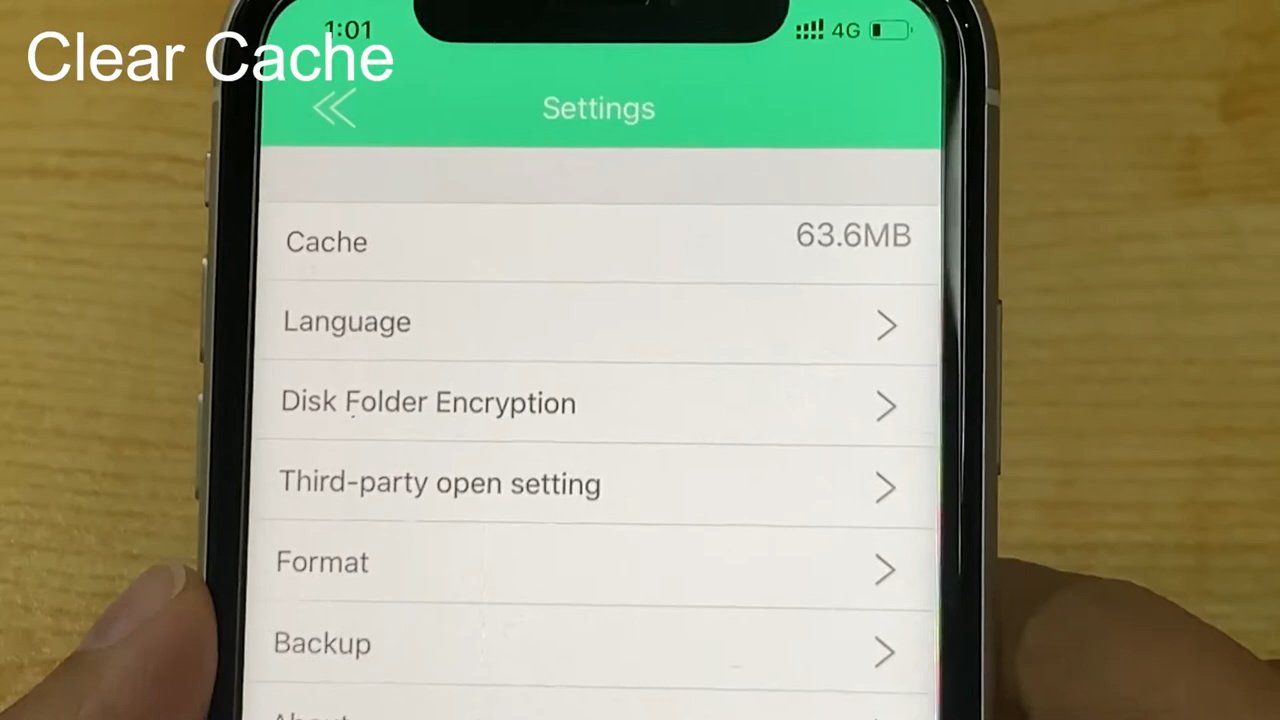 Clear Cache
1:01
4G
Settings
Cache
63.6MB
Language
Disk Folder Encryption
Third-party open setting
Format
Backup
About